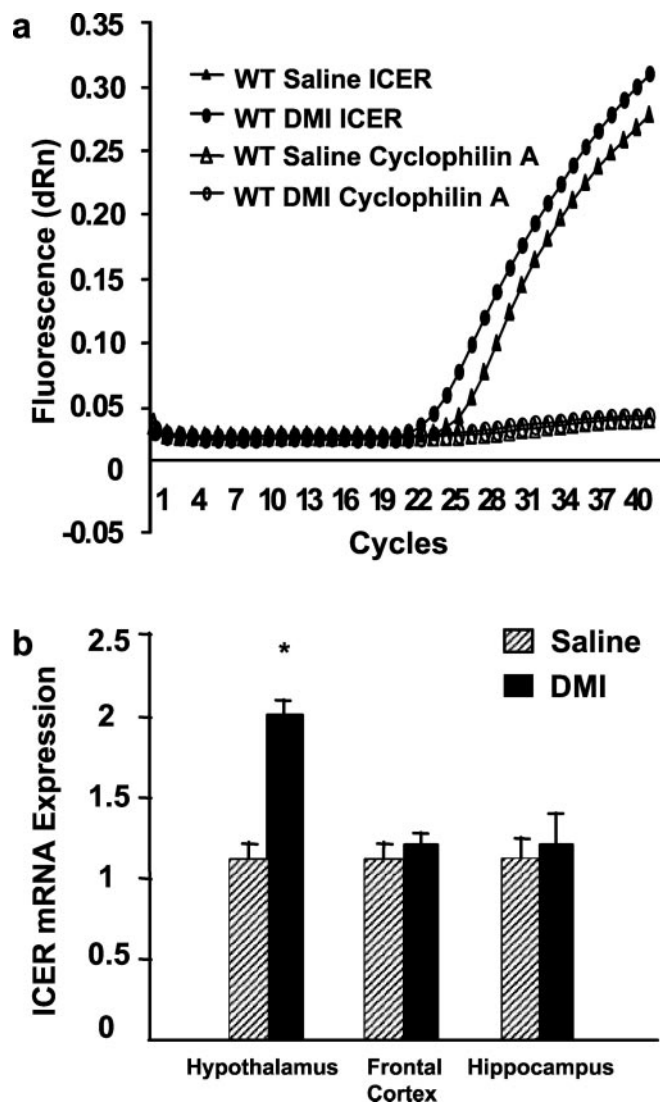 a
0.35
0.30
0.25
0.20
0.15
0.10
0.05
0
-0.05
Fluorescence (dRn)
WT Saline ICER
WT DMI ICER
WT Saline Cyclophilin A
WT DMI Cyclophilin A
1 4 7 10 13 16 19 22 25 28 31 34 37 40
Cycles
b
2.5
2
1.5
1
0.5
0
ICER mRNA Expression
*
Saline
DMI
Hypothalamus Frontal Hippocampus
Cortex